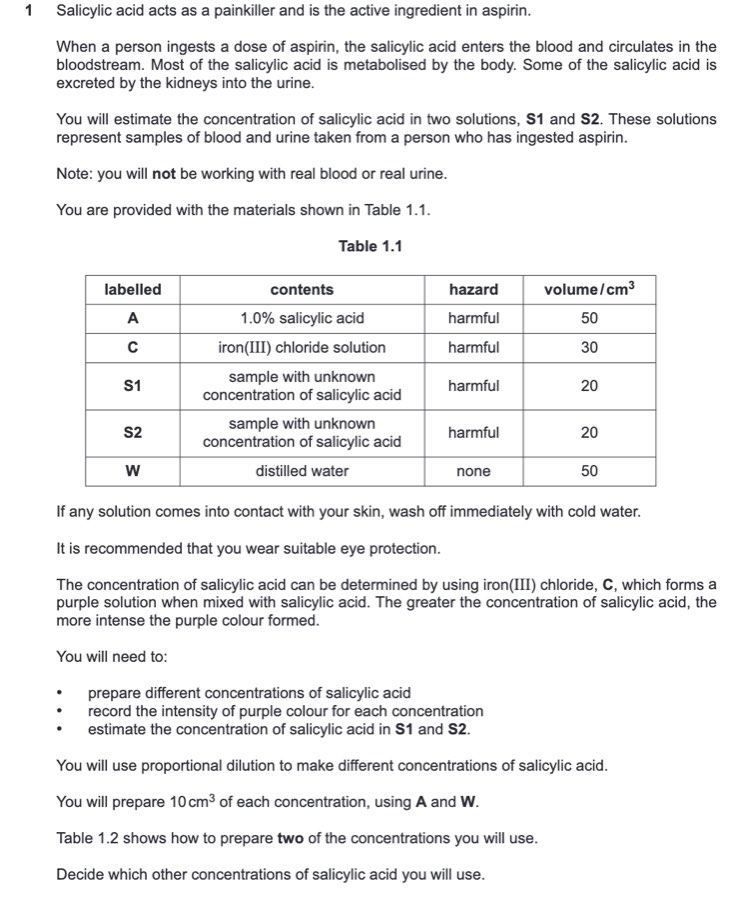 1 Salicylic acid acts as a painkiller and is the active ingredient in aspirin.
When a person ingests a dose of aspirin, the salicylic acid enters the blood and circulates in the
bloodstream. Most of the salicylic acid is metabolised by the body. Some of the salicylic acid is
excreted by the kidneys into the urine.
You will estimate the concentration of salicylic acid in two solutions, S1 and S2. These solutions
represent samples of blood and urine taken from a person who has ingested aspirin.
Note: you will not be working with real blood or real urine.
You are provided with the materials shown in Table 1.1.
Table 1.1
labelled contents hazard volume/cm³
A 1.0% salicylic acid harmful 50
C iron(III) chloride solution harmful 30
S1 sample with unknown concentration of salicylic acid harmful 20
S2 sample with unknown concentration of salicylic acid harmful 20
W distilled water none 50
If any solution comes into contact with your skin, wash off immediately with cold water.
It is recommended that you wear suitable eye protection.
The concentration of salicylic acid can be determined by using iron(III) chloride, C, which forms a
purple solution when mixed with salicylic acid. The greater the concentration of salicylic acid, the
more intense the purple colour formed.
You will need to:
• prepare different concentrations of salicylic acid
• record the intensity of purple colour for each concentration
• estimate the concentration of salicylic acid in S1 and S2.
You will use proportional dilution to make different concentrations of salicylic acid.
You will prepare 10 cm³ of each concentration, using A and W.
Table 1.2 shows how to prepare two of the concentrations you will use.
Decide which other concentrations of salicylic acid you will use.